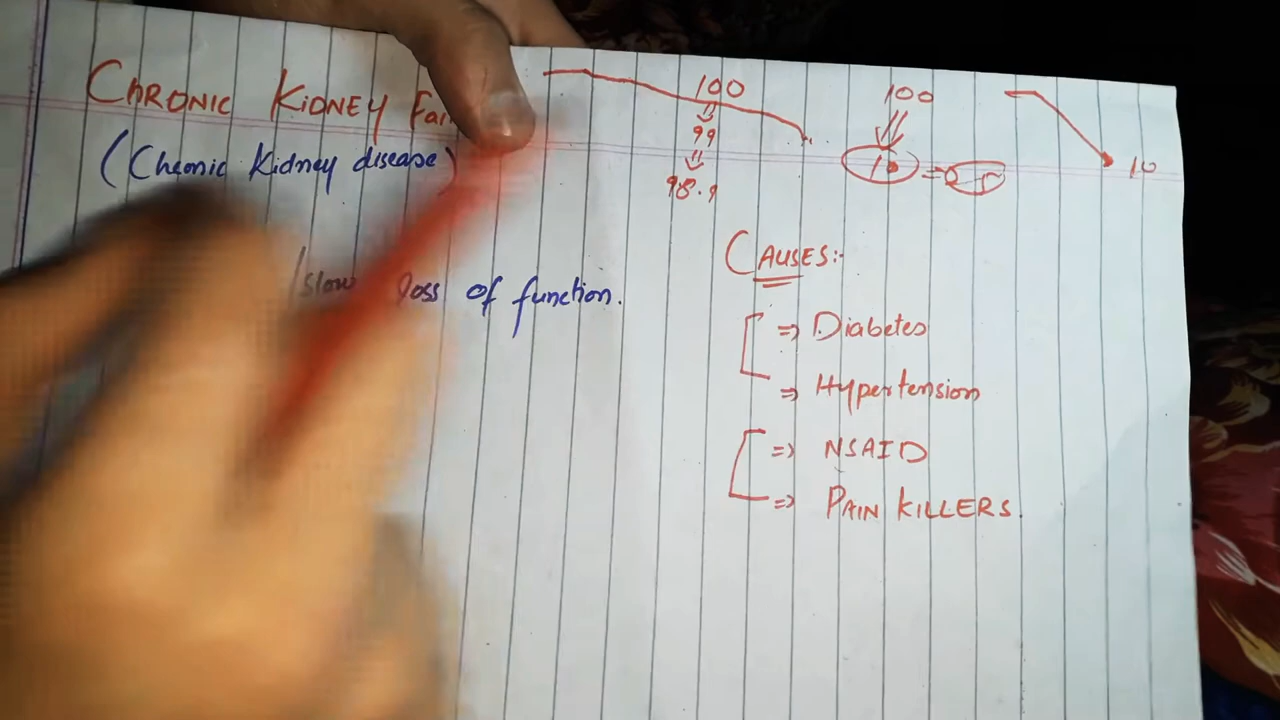 CHRONIC KIDNEY Fai
(Chronic Kidney disease)
/slow loss of function.
100
99
98.9
100
10 =
10
CAUSES:-
=> Diabetes
=> Hypertension
=> NSAID
=> PAIN KILLERS.